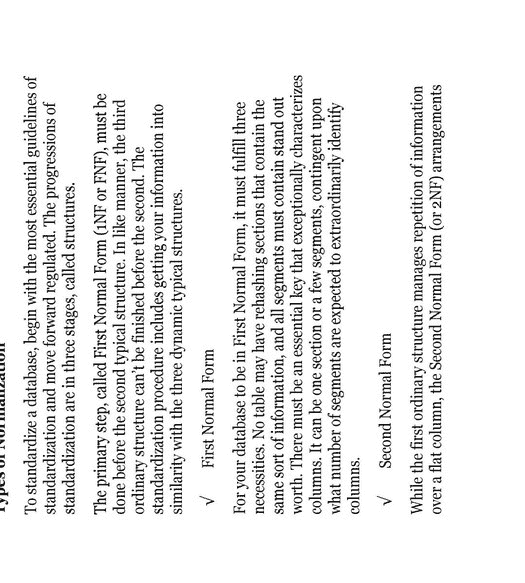 Types of Normalization
To standardize a database, begin with the most essential guidelines of
standardization and move forward regulated. The progressions of
standardization are in three stages, called structures.
The primary step, called First Normal Form (1NF or FNF), must be
done before the second typical structure. In like manner, the third
ordinary structure can't be finished before the second. The
standardization procedure includes getting your information into
similarity with the three dynamic typical structures.
√ First Normal Form
For your database to be in First Normal Form, it must fulfill three
necessities. No table may have rehashing sections that contain the
same sort of information, and all segments must contain stand out
worth. There must be an essential key that exceptionally characterizes
columns. It can be one section or a few segments, contingent upon
what number of segments are expected to extraordinarily identify
columns.
√ Second Normal Form
While the first ordinary structure manages repetition of information
over a flat column, the Second Normal Form (or 2NF) arrangements